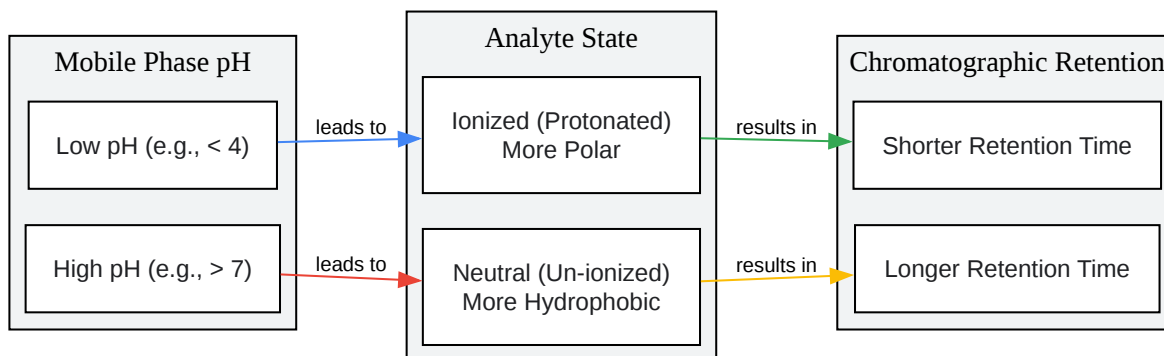 Mobile Phase pH
Low pH (e.g., < 4)
High pH (e.g., > 7)
leads to
leads to
Analyte State
Ionized (Protonated)
More Polar
Neutral (Un-ionized)
More Hydrophobic
results in
results in
Chromatographic Retention
Shorter Retention Time
Longer Retention Time